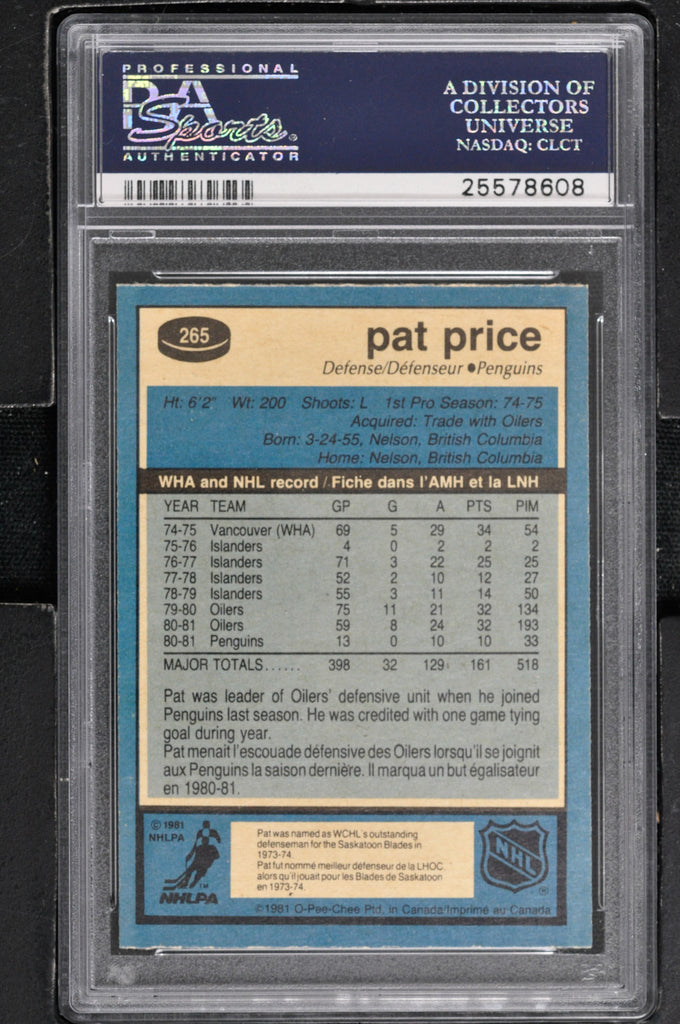 PROFESSIONAL
PSA
Sports
AUTHENTICATOR
A DIVISION OF
COLLECTORS
UNIVERSE
NASDAQ: CLCT
25578608
265
pat price
Defense/Défenseur ●Penguins
Ht: 6'2" Wt: 200 Shoots: L 1st Pro Season: 74-75
Acquired: Trade with Oilers
Born: 3-24-55, Nelson, British Columbia
Home: Nelson, British Columbia
WHA and NHL record / Fiche dans l'AMH et la LNH
YEAR TEAM GP G A PTS PIM
74-75 Vancouver (WHA) 69 5 29 34 54
75-76 Islanders 4 0 2 2 2
76-77 Islanders 71 3 22 25 25
77-78 Islanders 52 2 10 12 27
78-79 Islanders 55 3 11 14 50
79-80 Oilers 75 11 21 32 134
80-81 Oilers 59 8 24 32 193
80-81 Penguins 13 0 10 10 33
MAJOR TOTALS...... 398 32 129 161 518
Pat was leader of Oilers' defensive unit when he joined
Penguins last season. He was credited with one game tying
goal during year.
Pat menait l'escouade défensive des Oilers lorsqu'il se joignit
aux Penguins la saison dernière. Il marqua un but égalisateur
en 1980-81.
© 1981
NHLPA
TM
NHLPA
Pat was named as WCHL's outstanding
defenseman for the Saskatoon Blades in
1973-74.
Pat fut nommé meilleur défenseur de la LHOC
alors qu'il jouait pour les Blades de Saskatoon
en 1973-74.
NHL
®
©1981 O-Pee-Chee Ptd, in Canada/Imprimé au Canada